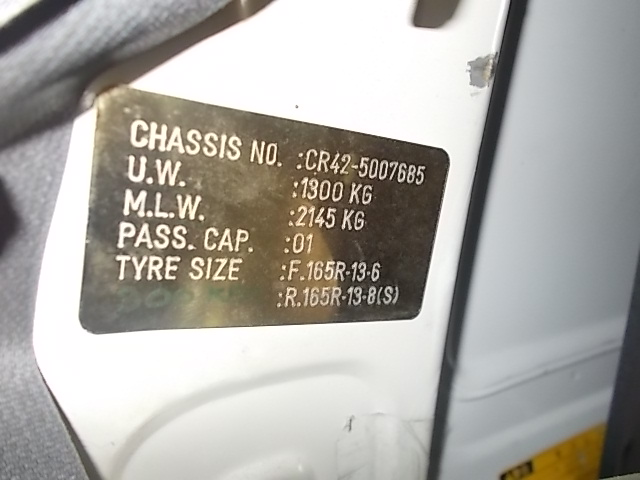 CHASSIS NO. :CR42-5007685
U.W. :1300 KG
M.L.W. :2145 KG
PASS. CAP. :01
TYRE SIZE :F.165R-13-6
:R.165R-13-8(S)